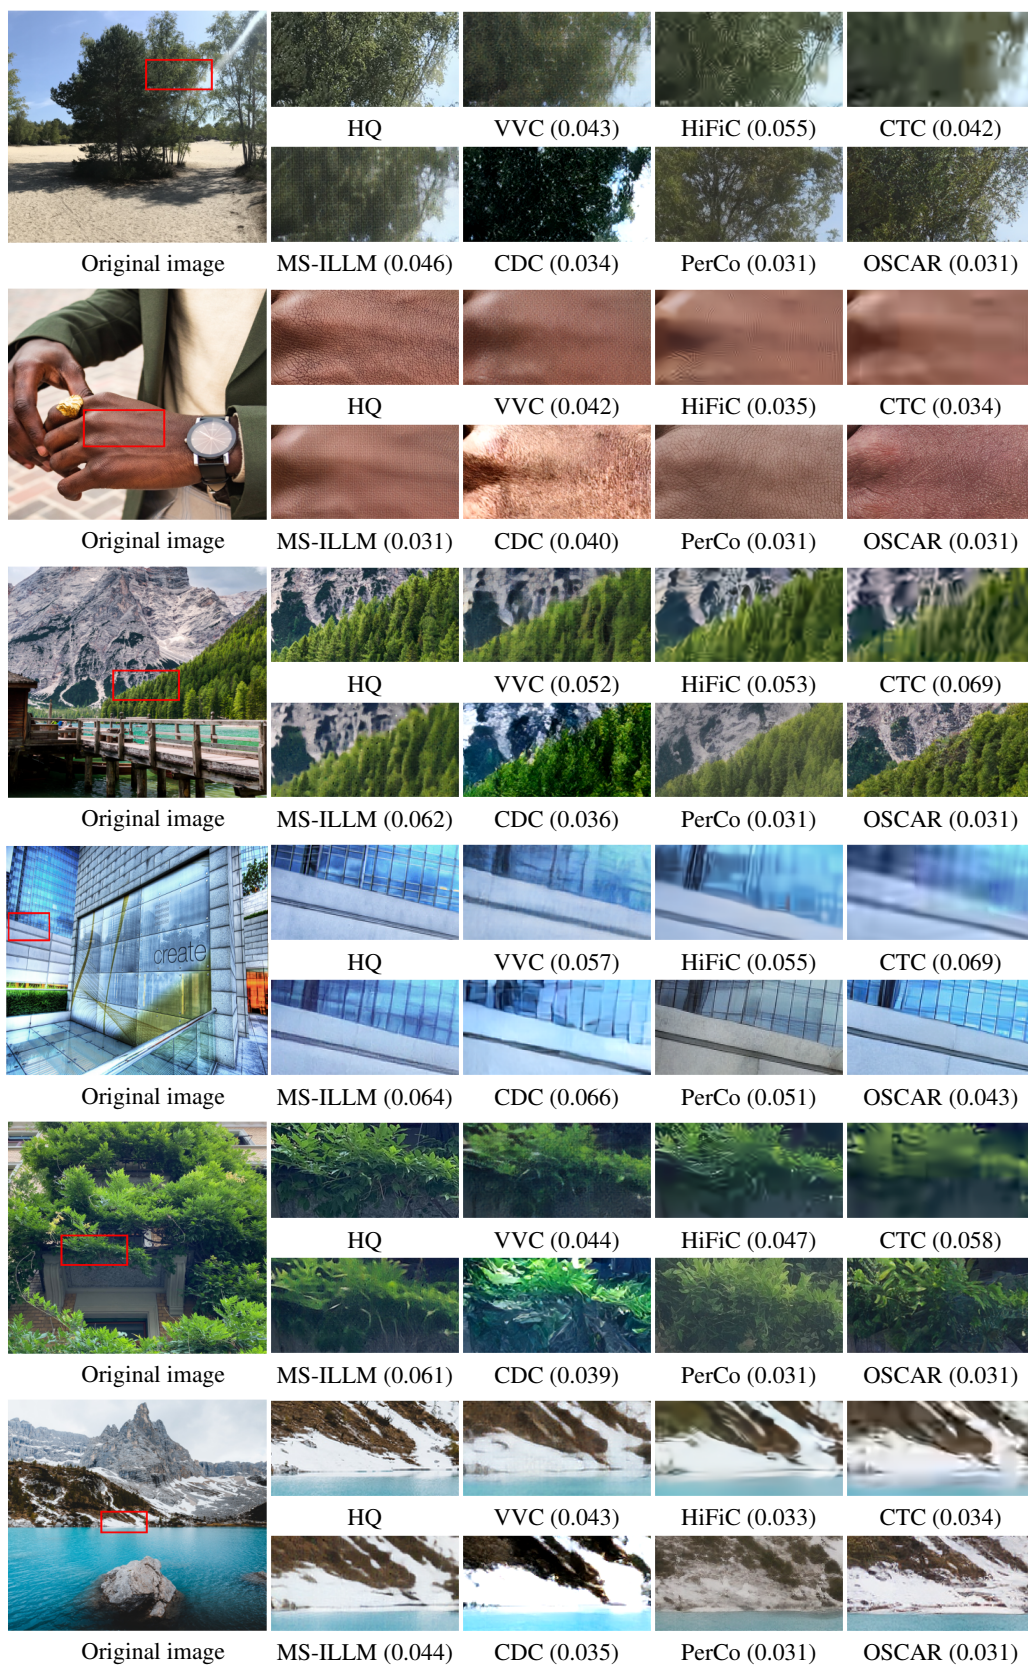 HQ VVC (0.043) HiFiC (0.055) CTC (0.042)
Original image MS-ILLM (0.046) CDC (0.034) PerCo (0.031) OSCAR (0.031)
HQ VVC (0.042) HiFiC (0.035) CTC (0.034)
Original image MS-ILLM (0.031) CDC (0.040) PerCo (0.031) OSCAR (0.031)
HQ VVC (0.052) HiFiC (0.053) CTC (0.069)
Original image MS-ILLM (0.062) CDC (0.036) PerCo (0.031) OSCAR (0.031)
create
HQ VVC (0.057) HiFiC (0.055) CTC (0.069)
Original image MS-ILLM (0.064) CDC (0.066) PerCo (0.051) OSCAR (0.043)
HQ VVC (0.044) HiFiC (0.047) CTC (0.058)
Original image MS-ILLM (0.061) CDC (0.039) PerCo (0.031) OSCAR (0.031)
HQ VVC (0.043) HiFiC (0.033) CTC (0.034)
Original image MS-ILLM (0.044) CDC (0.035) PerCo (0.031) OSCAR (0.031)